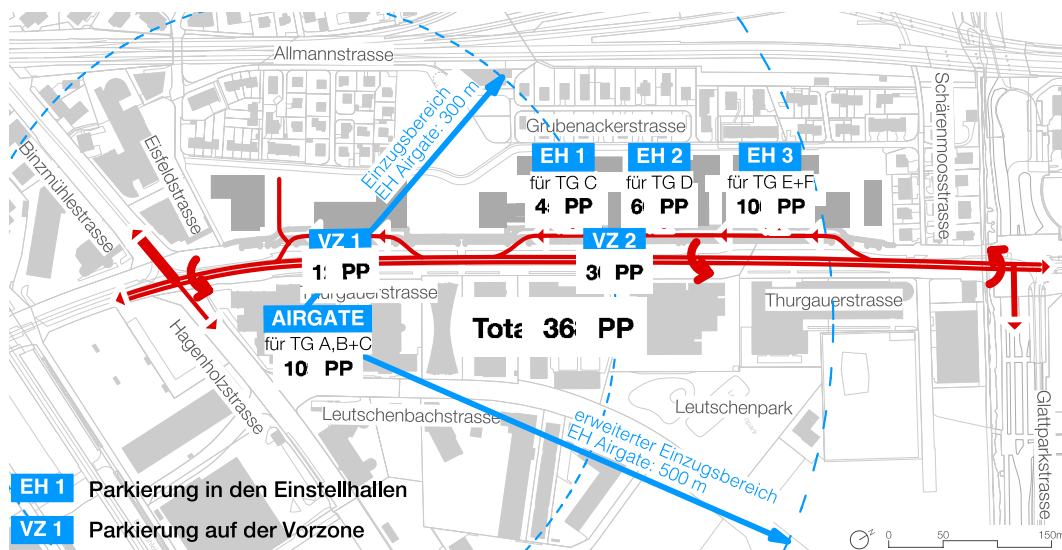 Allmannstrasse
Grubenackerstrasse
Schärenmoosstrasse
Binzmühlestrasse
Eisfeldstrasse
Einzugsbereich
EH Airgate: 300 m
EH 1
für TG C
PP
EH 2
für TG D
PP
EH 3
für TG E+F
PP
VZ 1
PP
VZ 2
PP
Thurgauerstrasse
Thurgauerstrasse
AIRGATE
für TG A,B+C
PP
PP
Hagenholzstrasse
Leutschenbachstrasse
Leutschenpark
Glattparkstrasse
erweiterter Einzugsbereich
EH Airgate: 500 m
EH 1 Parkierung in den Einstellhallen
VZ 1 Parkierung auf der Vorzone
N
0 50 150m